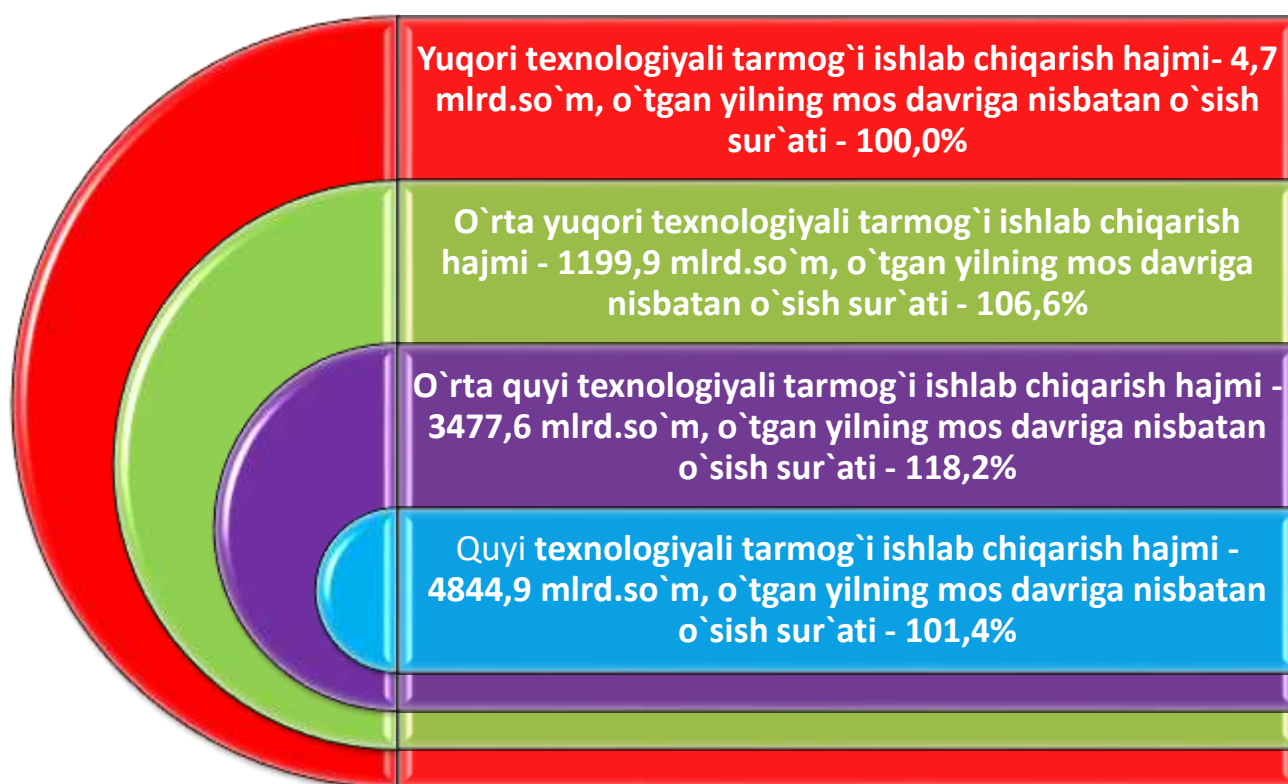 Yuqori texnologiyali tarmog`i ishlab chiqarish hajmi- 4,7
mlrd.so`m, o`tgan yilning mos davriga nisbatan o`sish
sur`ati - 100,0%
O`rta yuqori texnologiyali tarmog`i ishlab chiqarish
hajmi - 1199,9 mlrd.so`m, o`tgan yilning mos davriga
nisbatan o`sish sur`ati - 106,6%
O`rta quyi texnologiyali tarmog`i ishlab chiqarish hajmi -
3477,6 mlrd.so`m, o`tgan yilning mos davriga nisbatan
o`sish sur`ati - 118,2%
Quyi texnologiyali tarmog`i ishlab chiqarish hajmi -
4844,9 mlrd.so`m, o`tgan yilning mos davriga nisbatan
o`sish sur`ati - 101,4%